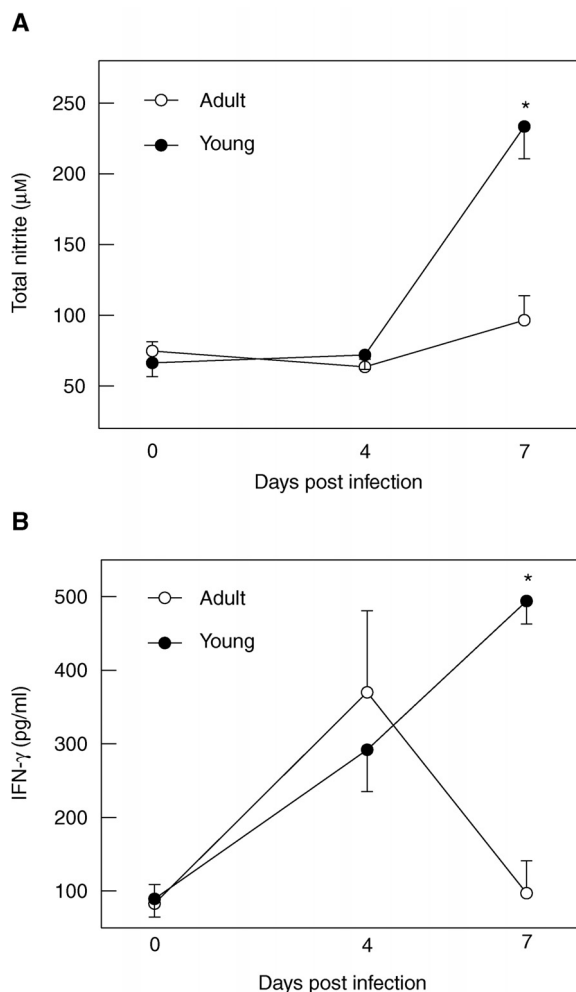 A
250
200
150
100
50
Total nitrite (μM)
Adult
Young
*
0 4 7
Days post infection
B
500
400
300
200
100
IFN-γ (pg/ml)
Adult
Young
*
0 4 7
Days post infection